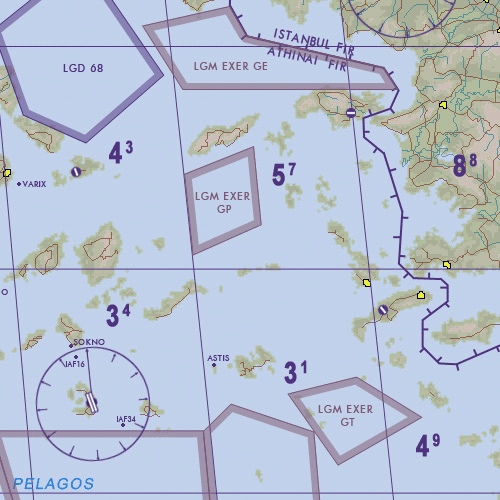 ISTANBUL FIR
ATHINAI FIR
LGM EXER GE
LGD 68
4 3
5 7
8 8
VARIX
LGM EXER
GP
3 4
SOKNO
IAF16
ASTIS
3 1
IAF34
LGM EXER
GT
4 9
PELAGOS